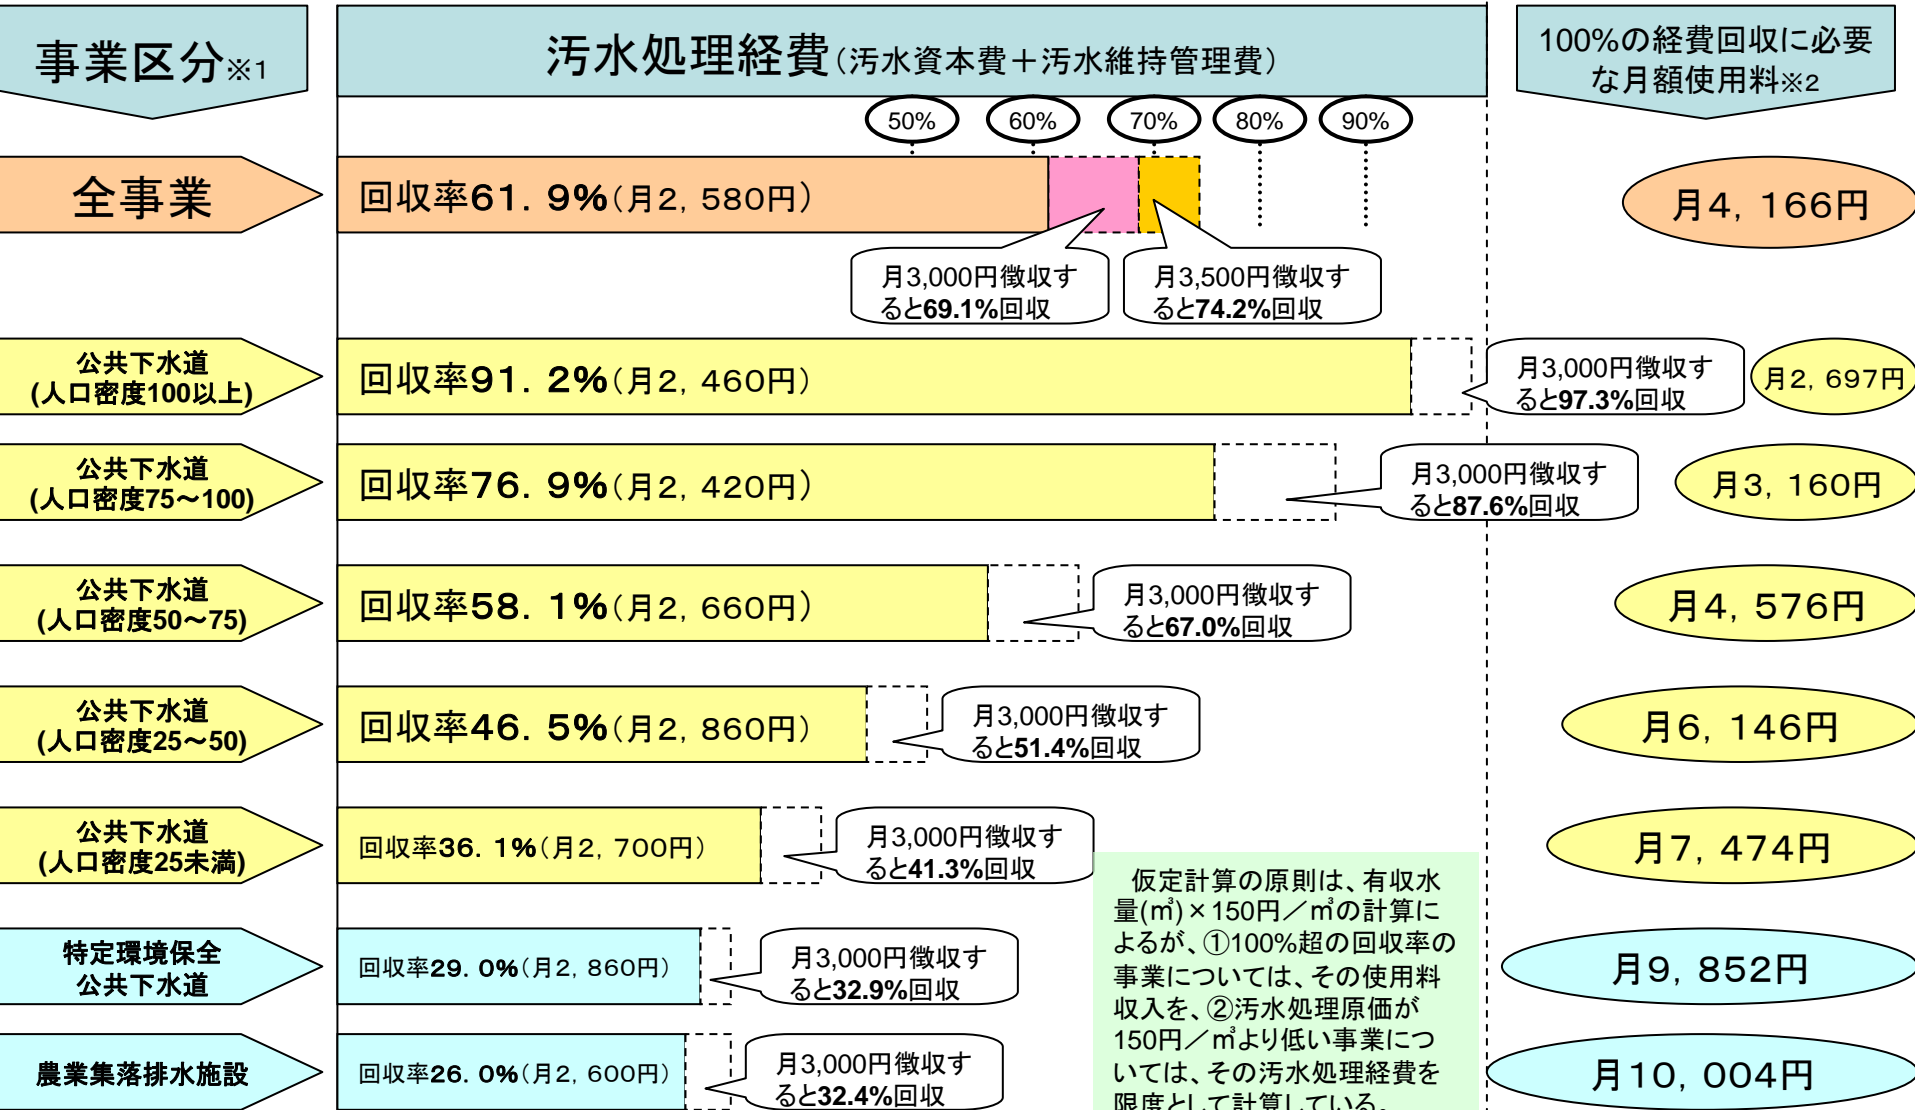 事業区分※1
汚水処理経費(汚水資本費＋汚水維持管理費)
100%の経費回収に必要
な月額使用料※2
50%
60%
70%
80%
90%
全事業
回収率61．9%(月2，580円)
月4，166円
月3,000円徴収す
ると69.1%回収
月3,500円徴収す
ると74.2%回収
公共下水道
(人口密度100以上)
回収率91．2%(月2，460円)
月3,000円徴収す
ると97.3%回収
月2，697円
公共下水道
(人口密度75～100)
回収率76．9%(月2，420円)
月3,000円徴収す
ると87.6%回収
月3，160円
公共下水道
(人口密度50～75)
回収率58．1%(月2，660円)
月3,000円徴収す
ると67.0%回収
月4，576円
公共下水道
(人口密度25～50)
回収率46．5%(月2，860円)
月3,000円徴収す
ると51.4%回収
月6，146円
公共下水道
(人口密度25未満)
回収率36．1%(月2，700円)
月3,000円徴収す
ると41.3%回収
月7，474円
特定環境保全
公共下水道
回収率29．0%(月2，860円)
月3,000円徴収す
ると32.9%回収
月9，852円
農業集落排水施設
回収率26．0%(月2，600円)
月3,000円徴収す
ると32.4%回収
月10，004円
仮定計算の原則は、有収水
量(㎥)×150円／㎥の計算に
よるが、①100%超の回収率の
事業については、その使用料
収入を、②汚水処理原価が
150円／㎥より低い事業につ
いては、その汚水処理経費を
限度として計算している。